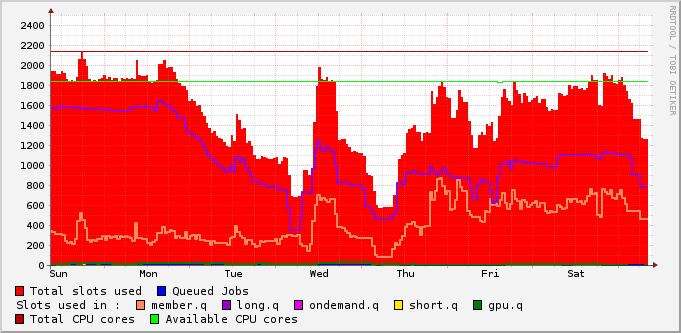 2400
2200
2000
1800
1600
1400
1200
1000
800
600
400
200
0
Sun Mon Tue Wed Thu Fri Sat
Total slots used Queued Jobs
Slots used in : member.q long.q ondemand.q short.q gpu.q
Total CPU cores Available CPU cores
RRDTOOL / TOBI OETIKER